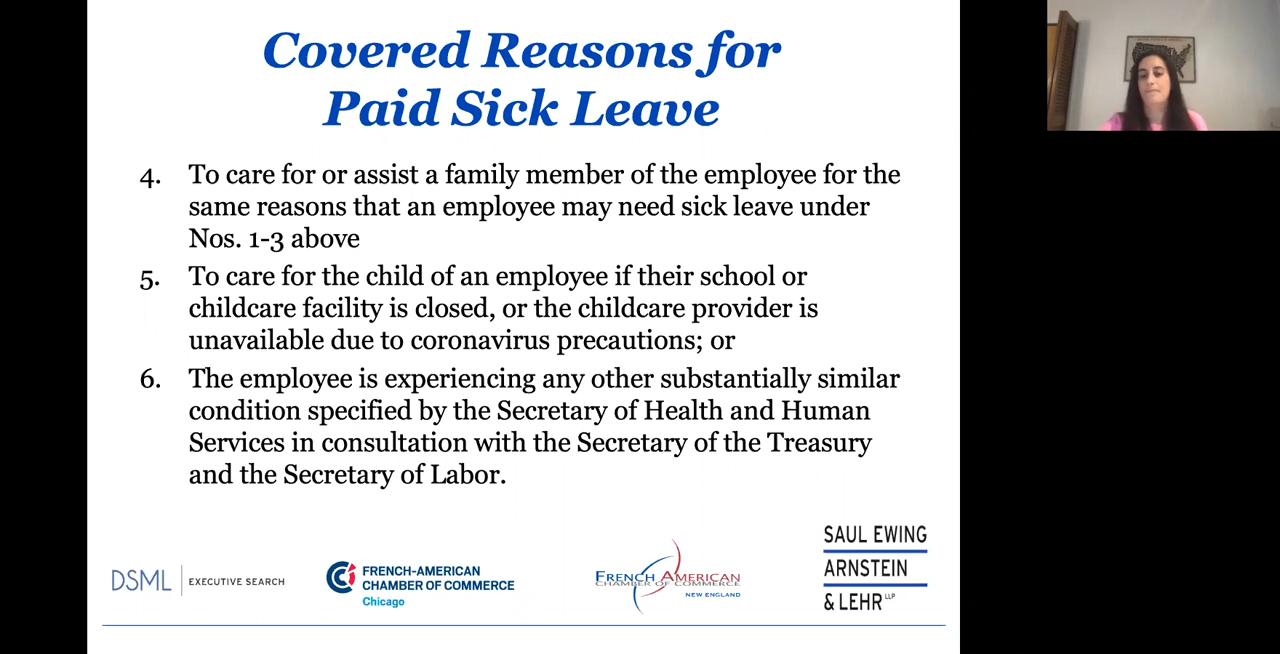 Covered Reasons for
Paid Sick Leave
4. To care for or assist a family member of the employee for the
same reasons that an employee may need sick leave under
Nos. 1-3 above
5. To care for the child of an employee if their school or
childcare facility is closed, or the childcare provider is
unavailable due to coronavirus precautions; or
6. The employee is experiencing any other substantially similar
condition specified by the Secretary of Health and Human
Services in consultation with the Secretary of the Treasury
and the Secretary of Labor.
DSML EXECUTIVE SEARCH
FRENCH-AMERICAN
CHAMBER OF COMMERCE
Chicago
FRENCH AMERICAN
CHAMBER OF COMMERCE
NEW ENGLAND
SAUL EWING
ARNSTEIN
& LEHR LLP